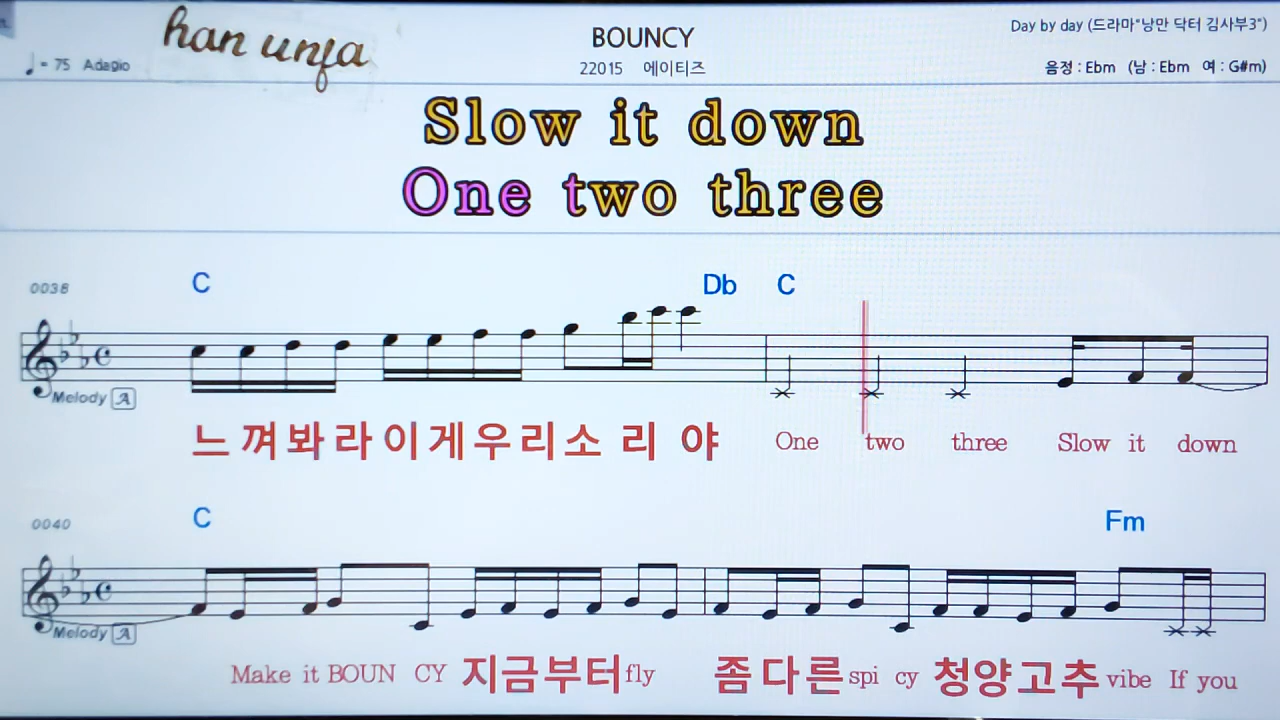 han unja
BOUNCY
Day by day (드라마"낭만 닥터 김사부3")
♩ = 75 Adagio
22015 에이티즈
음정 : Ebm (남 : Ebm 여 : G#m)
Slow it down
One two three
0038
C Db C
Melody A
느껴봐라이게우리소리야 One two three Slow it down
0040
C Fm
Melody A
Make it BOUN CY 지금부터fly 좀다른spi cy 청양고추vibe If you